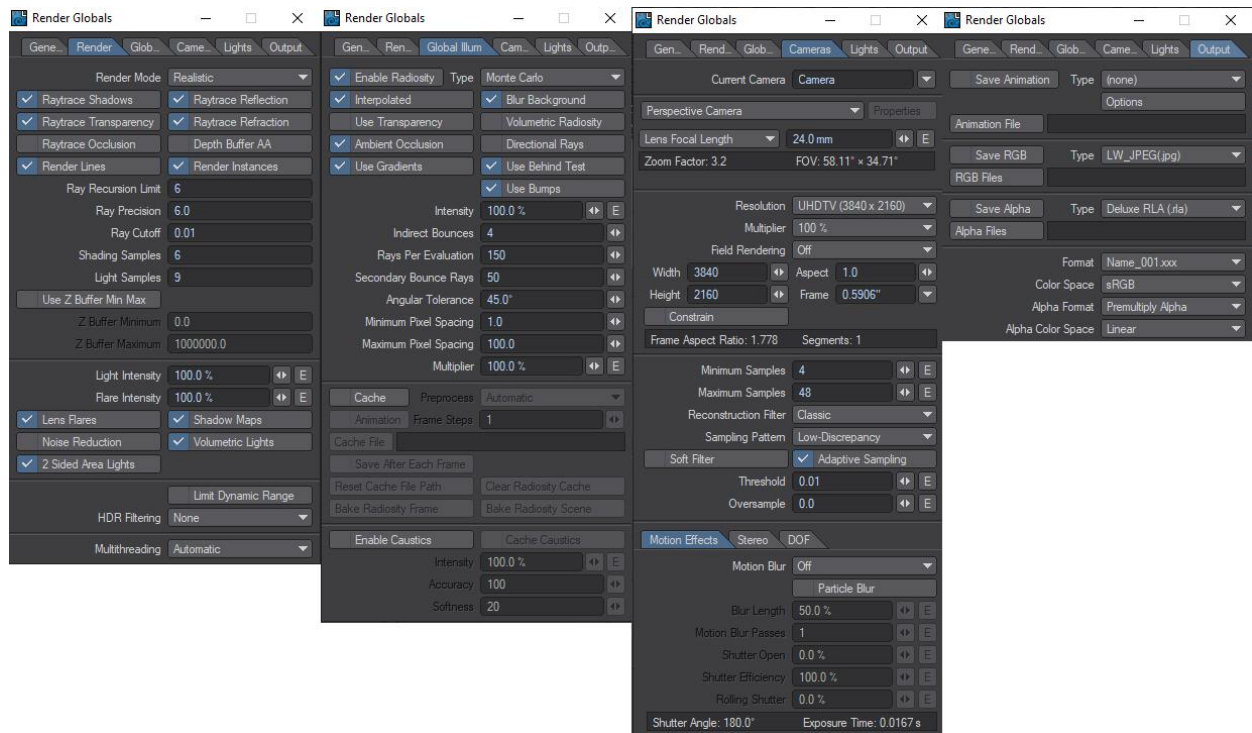 Render Globals
Gene... Render Glob... Came... Lights Output
Render Mode Realistic
Raytrace Shadows Raytrace Reflection
Raytrace Transparency Raytrace Refraction
Raytrace Occlusion Depth Buffer AA
Render Lines Render Instances
Ray Recursion Limit 6
Ray Precision 6.0
Ray Cutoff 0.01
Shading Samples 6
Light Samples 9
Use Z Buffer Min Max
Z Buffer Minimum 0.0
Z Buffer Maximum 1000000.0
Light Intensity 100.0 % E
Flare Intensity 100.0 % E
Lens Flares Shadow Maps
Noise Reduction Volumetric Lights
2 Sided Area Lights
Limit Dynamic Range
HDR Filtering None
Multithreading Automatic
Render Globals
Gen... Ren... Global Illum Cam... Lights Outp...
Enable Radiosity Type Monte Carlo
Interpolated Blur Background
Use Transparency Volumetric Radiosity
Ambient Occlusion Directional Rays
Use Gradients Use Behind Test
Use Bumps
Intensity 100.0 % E
Indirect Bounces 4
Rays Per Evaluation 150
Secondary Bounce Rays 50
Angular Tolerance 45.0°
Minimum Pixel Spacing 1.0
Maximum Pixel Spacing 100.0
Multiplier 100.0 % E
Cache Preprocess Automatic
Animation Frame Steps 1
Cache File
Save After Each Frame
Reset Cache File Path Clear Radiosity Cache
Bake Radiosity Frame Bake Radiosity Scene
Enable Caustics Cache Caustics
Intensity 100.0 % E
Accuracy 100
Softness 20
Render Globals
Gen... Rend... Glob... Cameras Lights Output
Current Camera Camera
Perspective Camera Properties
Lens Focal Length 24.0 mm E
Zoom Factor: 3.2 FOV: 58.11° × 34.71°
Resolution UHDTV (3840 x 2160)
Multiplier 100 %
Field Rendering Off
Width 3840 Aspect 1.0
Height 2160 Frame 0.5906"
Constrain
Frame Aspect Ratio: 1.778 Segments: 1
Minimum Samples 4 E
Maximum Samples 48 E
Reconstruction Filter Classic
Sampling Pattern Low-Discrepancy
Soft Filter Adaptive Sampling
Threshold 0.01 E
Oversample 0.0 E
Motion Effects Stereo DOF
Motion Blur Off
Particle Blur
Blur Length 50.0 % E
Motion Blur Passes 1 E
Shutter Open 0.0 % E
Shutter Efficiency 100.0 % E
Rolling Shutter 0.0 % E
Shutter Angle: 180.0° Exposure Time: 0.0167 s
Render Globals
Gene... Rend... Glob... Came... Lights Output
Save Animation Type (none)
Options
Animation File
Save RGB Type LW_JPEG(.jpg)
RGB Files
Save Alpha Type Deluxe RLA (.rla)
Alpha Files
Format Name_001.xxx
Color Space sRGB
Alpha Format Premultiply Alpha
Alpha Color Space Linear